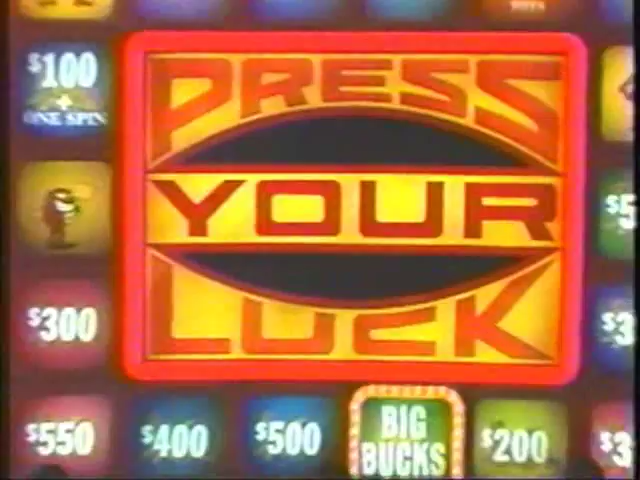 $100
+
ONE SPIN
PRESS
YOUR
LUCK
$300
$550
$400
$500
BIG
BUCKS
$200